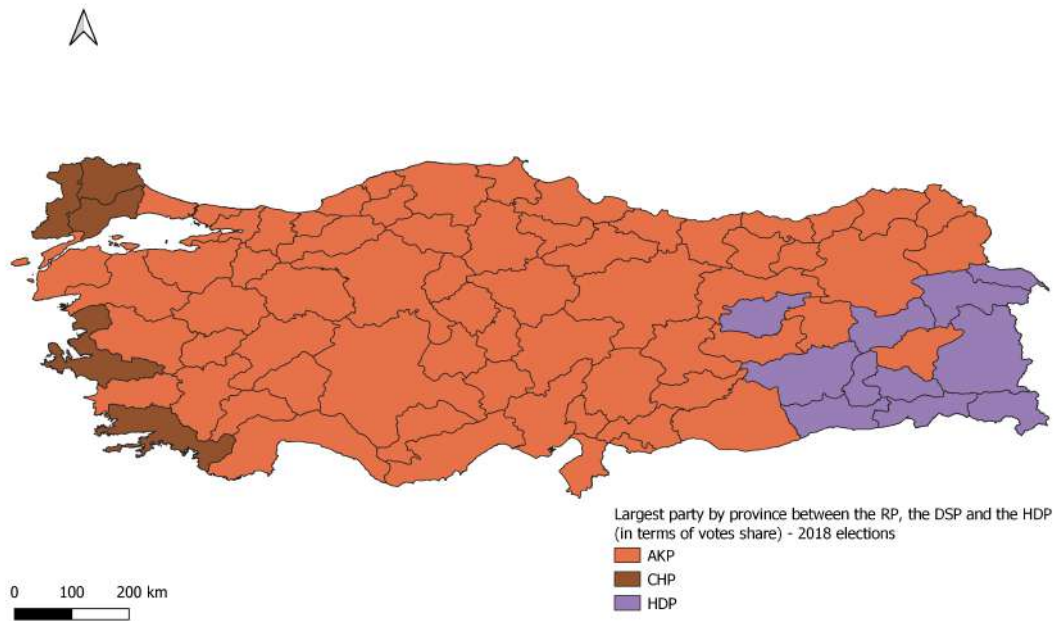 Largest party by province between the RP, the DSP and the HDP
(in terms of votes share) - 2018 elections
AKP
CHP
HDP
0 100 200 km